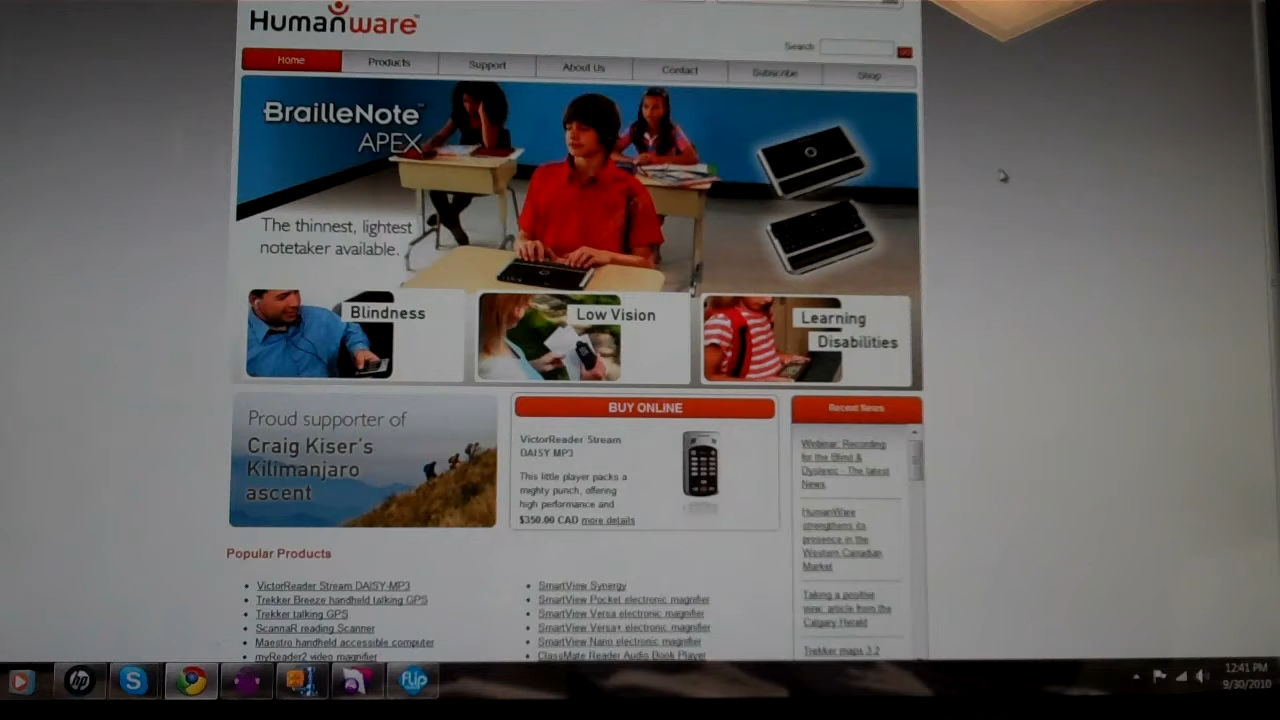 Humanware™
Search
Home
Products
Support
About Us
Contact
Subscribe
Shop
BrailleNote™
APEX
The thinnest, lightest
notetaker available.
Blindness
Low Vision
Learning
Disabilities
Proud supporter of
Craig Kiser's
Kilimanjaro
ascent
BUY ONLINE
VictorReader Stream
DAISY MP3
This little player packs a
mighty punch, offering
high performance and
$350.00 CAD more details
Recent News
Webinar: Recording
for the Blind &
Dyslexic - The latest
News
HumanWare
strengthens its
presence in the
Western Canadian
Market
Taking a positive
view: article from the
Calgary Herald
Trekker maps 3.2
Popular Products
VictorReader Stream DAISY-MP3
Trekker Breeze handheld talking GPS
Trekker talking GPS
ScannaR reading Scanner
Maestro handheld accessible computer
myReader2 video magnifier
SmartView Synergy
SmartView Pocket electronic magnifier
SmartView Versa electronic magnifier
SmartView Versa+ electronic magnifier
SmartView Nano electronic magnifier
ClassMate Reader Audio Book Player
hp
S
flip
12:41 PM
9/30/2010